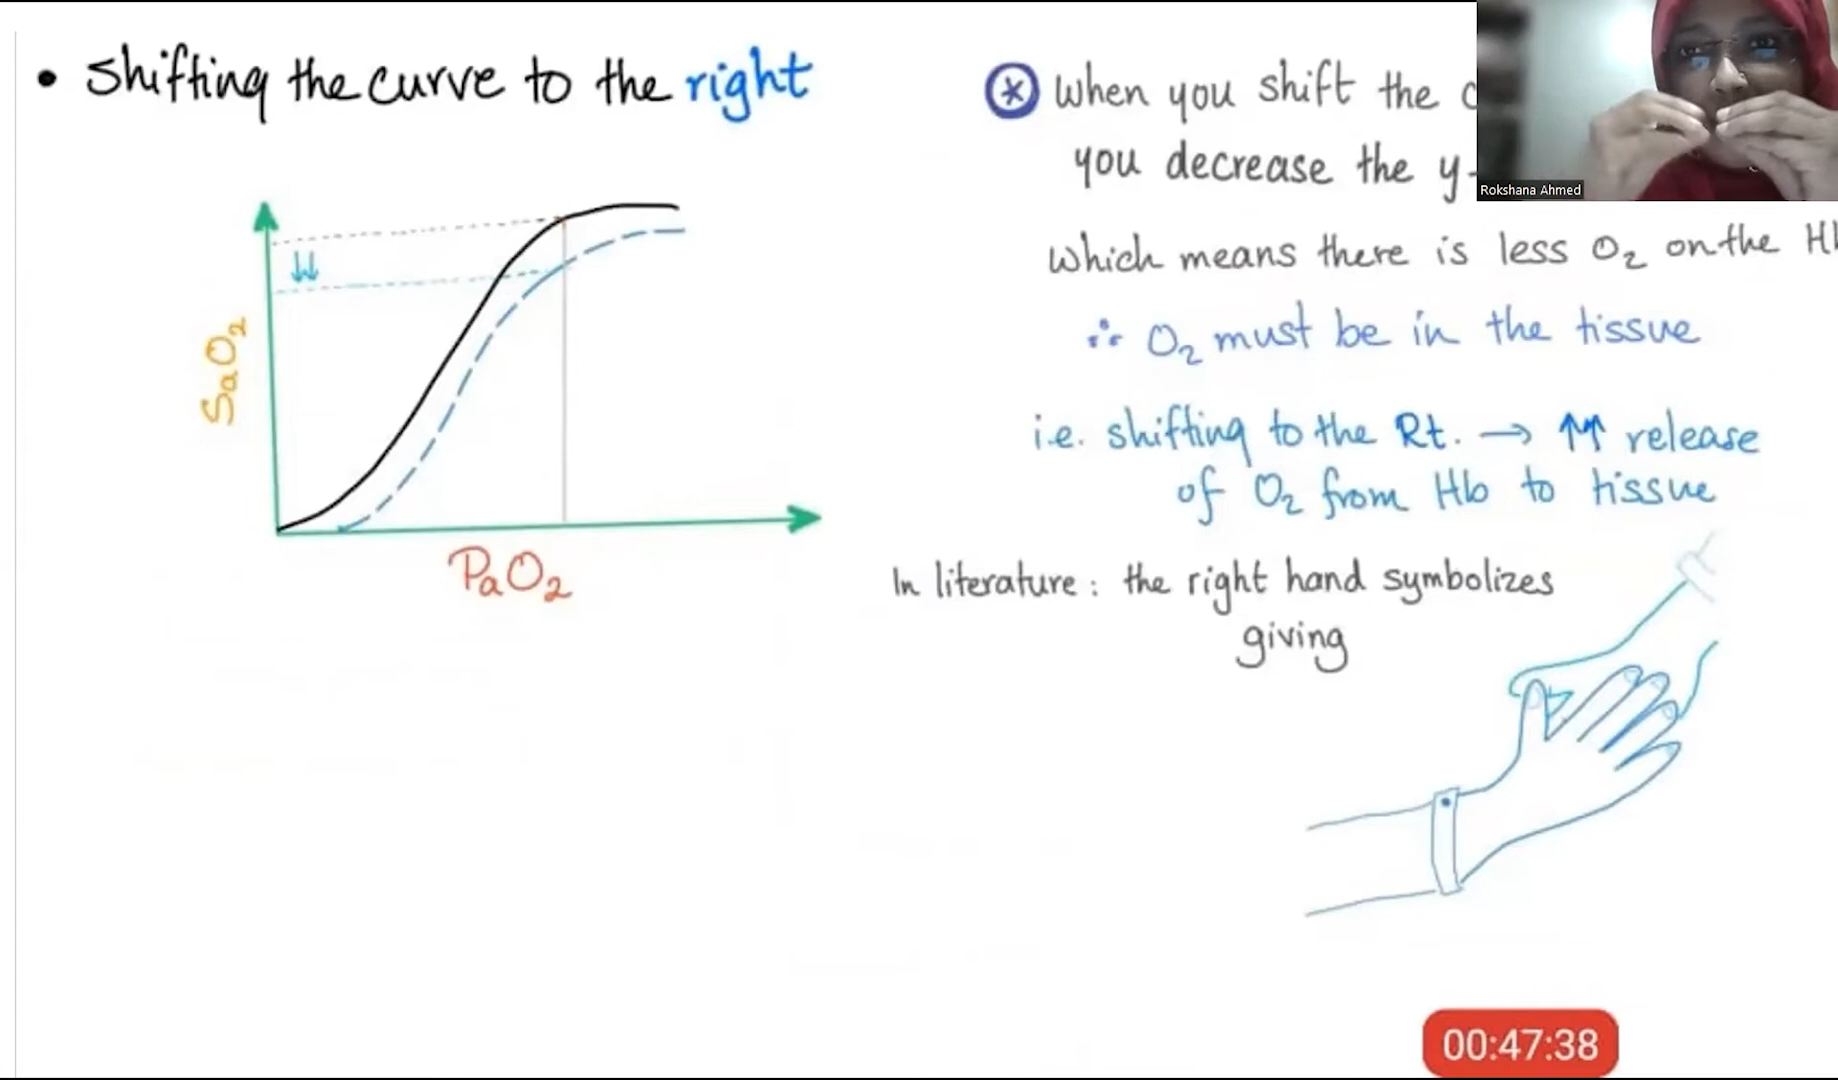 • Shifting the curve to the right
SaO₂
PaO₂
* When you shift the
you decrease the y-
which means there is less O₂ on the
∴ O₂ must be in the tissue
i.e. shifting to the Rt. → ↑↑ release
of O₂ from Hb to tissue
In literature: the right hand symbolizes
giving
Rokshana Ahmed
00:47:38